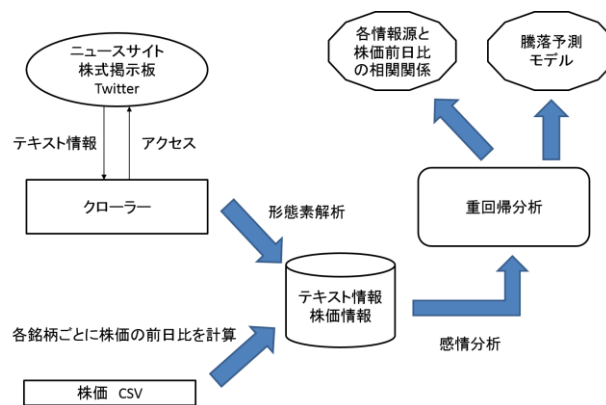 ニュースサイト
株式掲示板
Twitter
各情報源と
株価前日比
の相関関係
騰落予測
モデル
テキスト情報
アクセス
クローラー
形態素解析
重回帰分析
テキスト情報
株価情報
各銘柄ごとに株価の前日比を計算
感情分析
株価 CSV